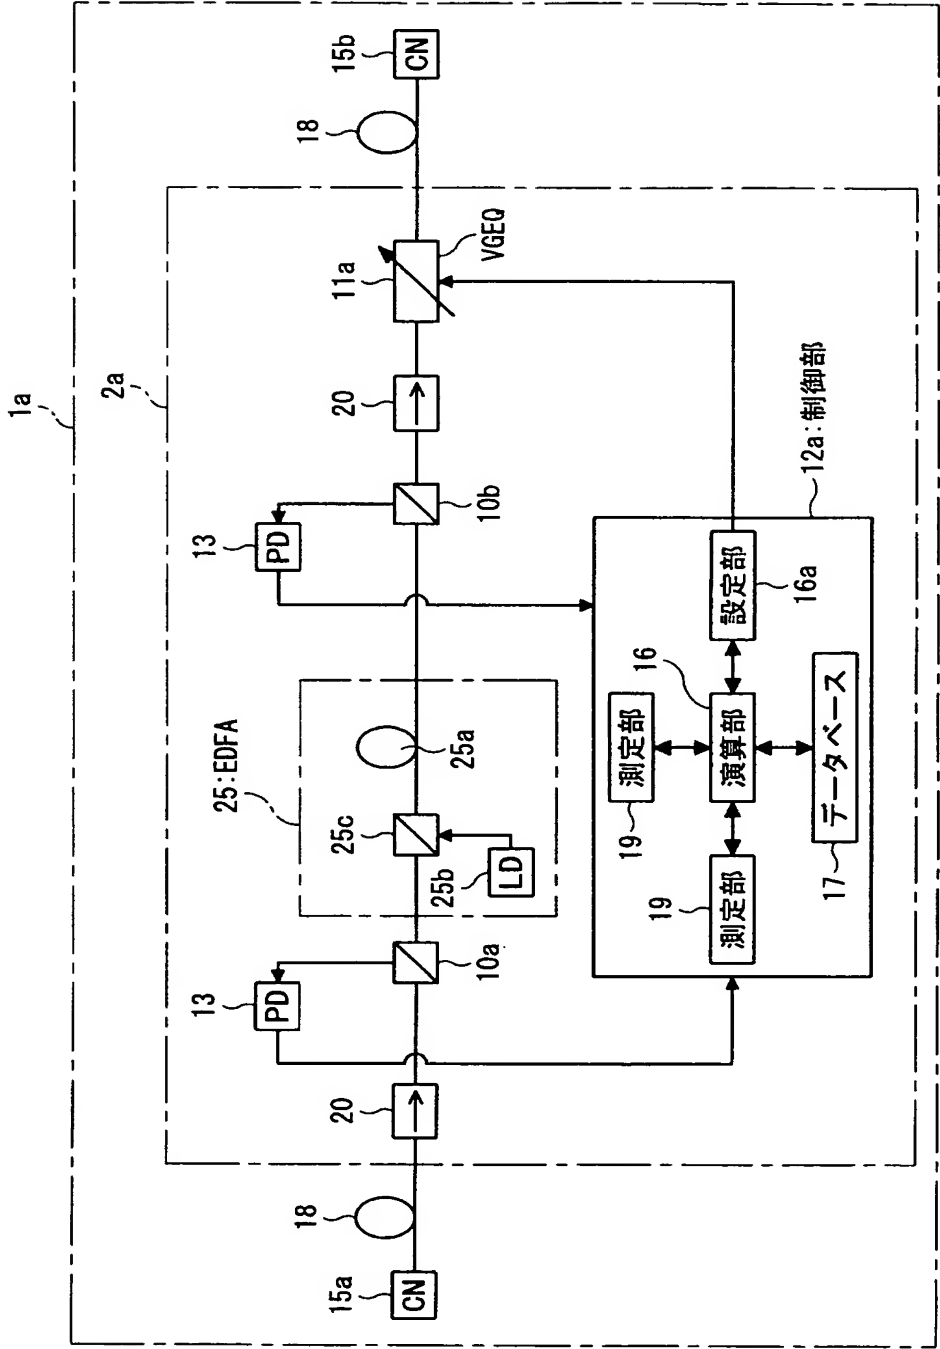 1a
2a
25:EDFA
13
PD
13
PD
15a
CN
18
20
10a
25c
25b
LD
25a
10b
20
11a
VGEQ
18
15b
CN
12a:制御部
19
測定部
19
測定部
16
演算部
設定部
16a
17
データベース